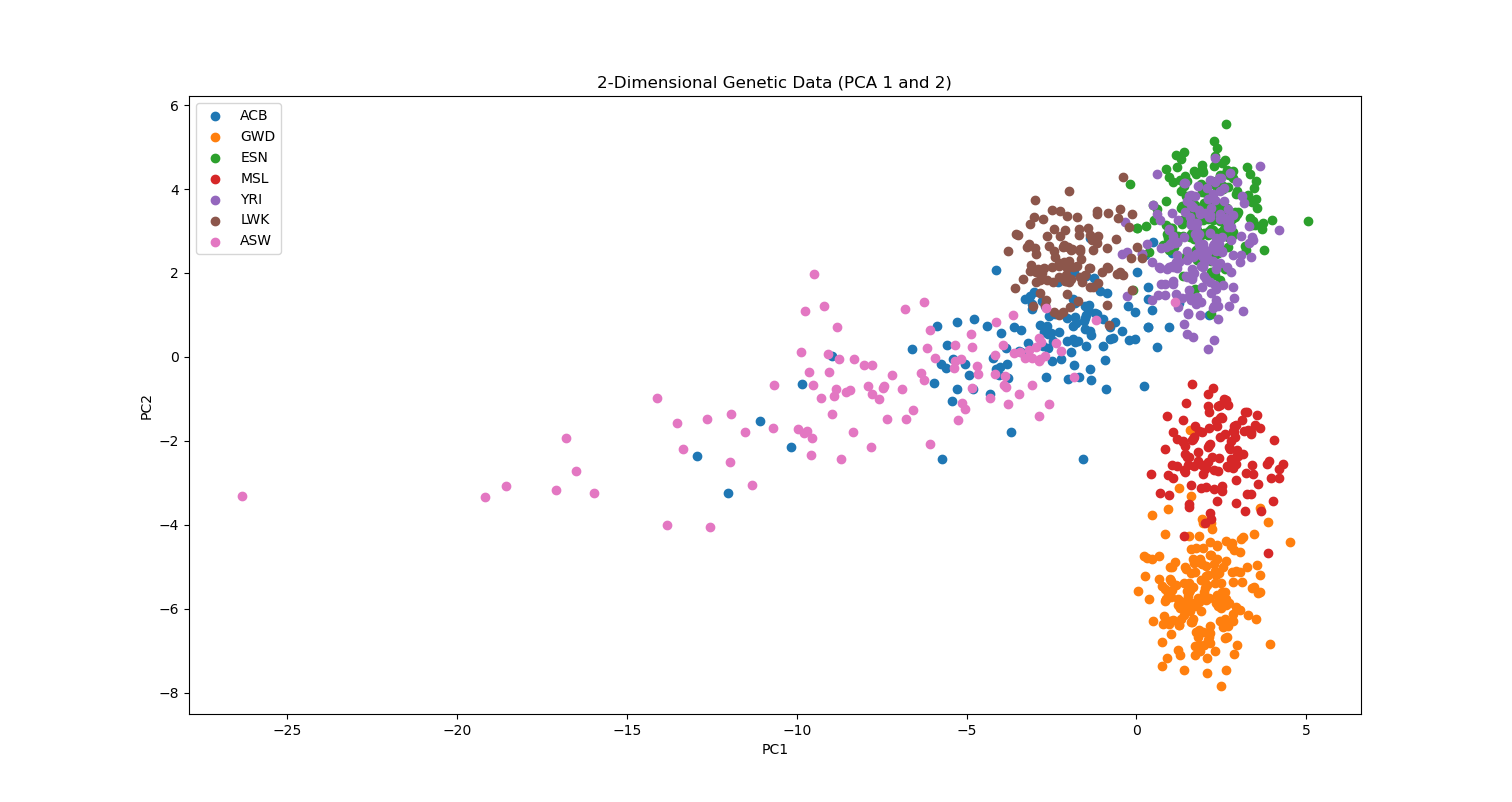 2-Dimensional Genetic Data (PCA 1 and 2)
ACB
GWD
ESN
MSL
YRI
LWK
ASW
6
4
2
0
−2
−4
−6
−8
PC2
−25 −20 −15 −10 −5 0 5
PC1